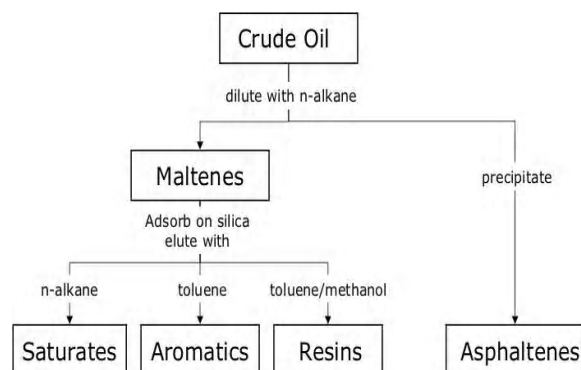 Crude Oil
dilute with n-alkane
Maltenes
precipitate
Adsorb on silica
elute with
n-alkane
toluene
toluene/methanol
Saturates
Aromatics
Resins
Asphaltenes